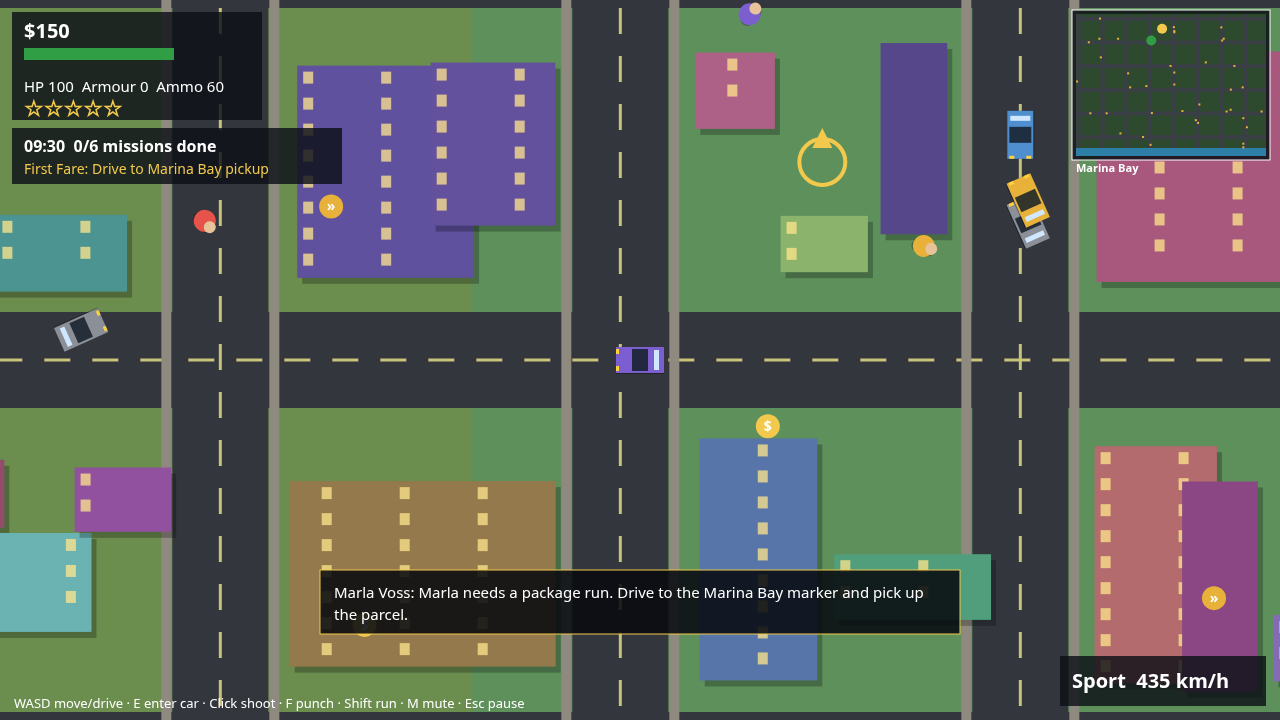 $150
HP 100 Armour 0 Ammo 60
09:30 0/6 missions done
First Fare: Drive to Marina Bay pickup
Marina Bay
»
$
Marla Voss: Marla needs a package run. Drive to the Marina Bay marker and pick up
the parcel.
»
Sport 435 km/h
WASD move/drive · E enter car · Click shoot · F punch · Shift run · M mute · Esc pause